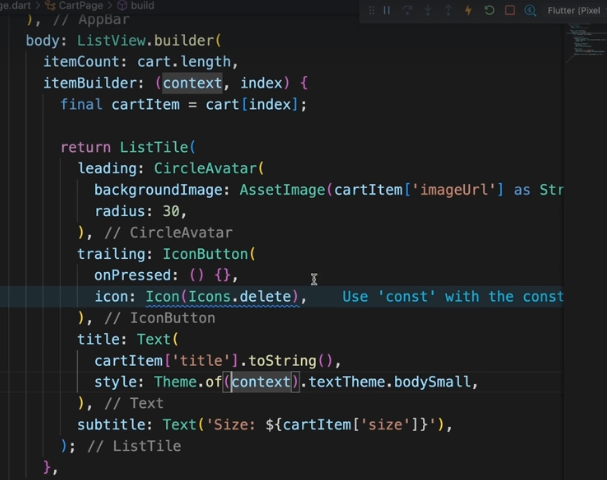 ge.dart > CartPage > build
Flutter (Pixel
), // AppBar
body: ListView.builder(
itemCount: cart.length,
itemBuilder: (context, index) {
final cartItem = cart[index];
return ListTile(
leading: CircleAvatar(
backgroundImage: AssetImage(cartItem['imageUrl'] as Str
radius: 30,
), // CircleAvatar
trailing: IconButton(
onPressed: () {},
icon: Icon(Icons.delete), Use 'const' with the const
), // IconButton
title: Text(
cartItem['title'].toString(),
style: Theme.of(context).textTheme.bodySmall,
), // Text
subtitle: Text('Size: ${cartItem['size']}'),
); // ListTile
},